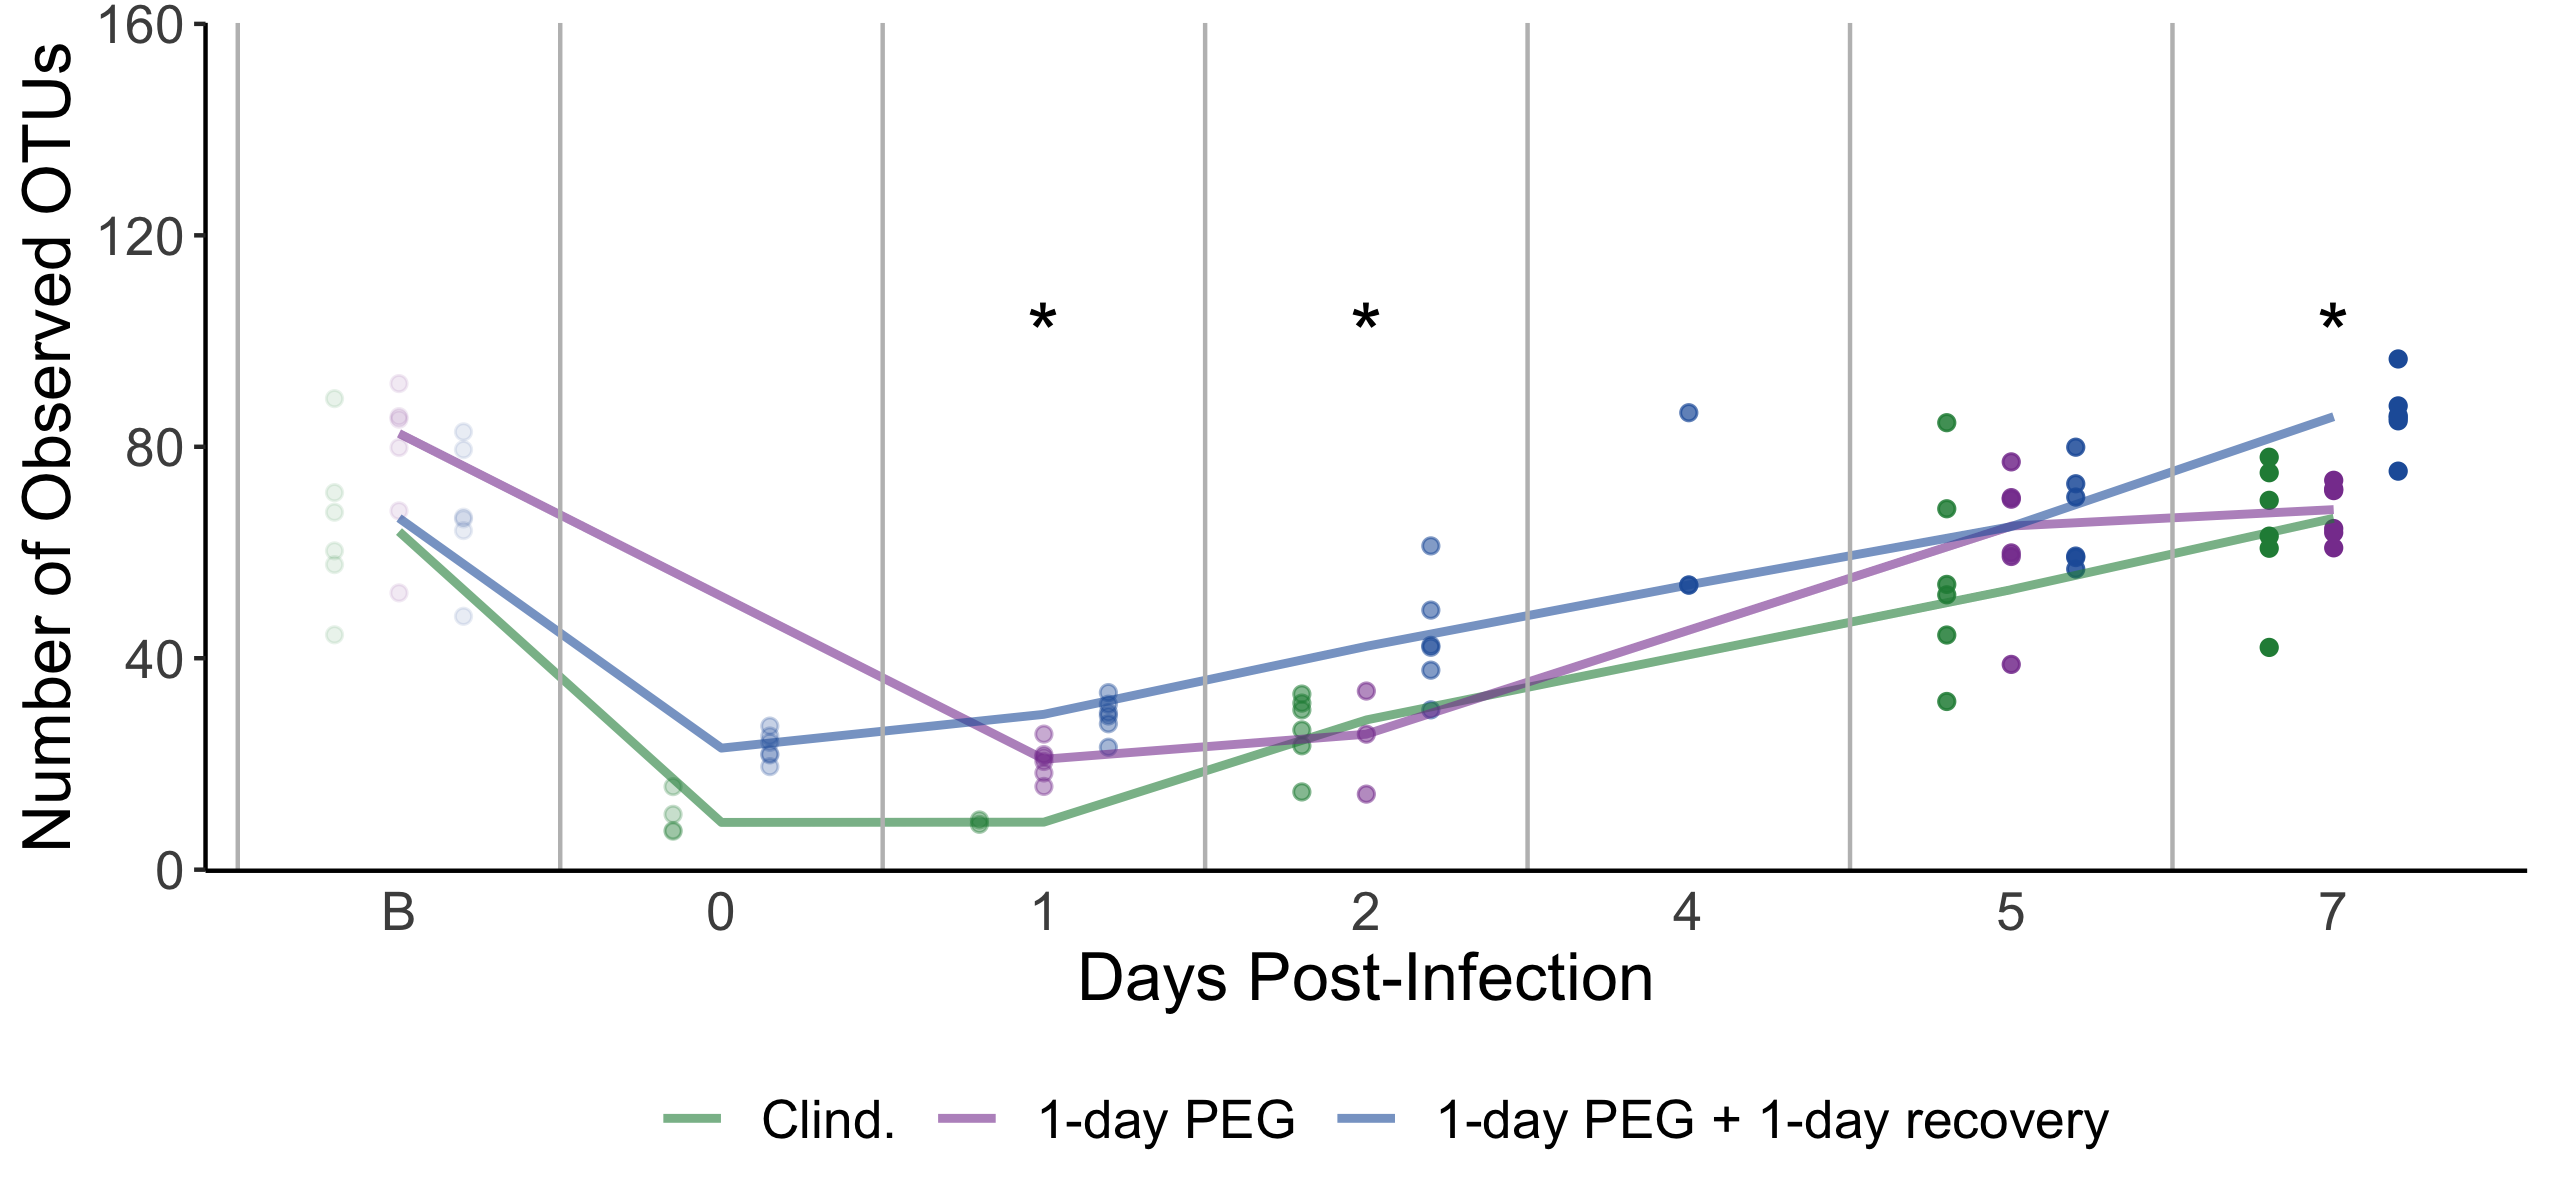 Number of Observed OTUs
160
120
80
40
0
* * *
B 0 1 2 4 5 7
Days Post-Infection
Clind. 1-day PEG 1-day PEG + 1-day recovery